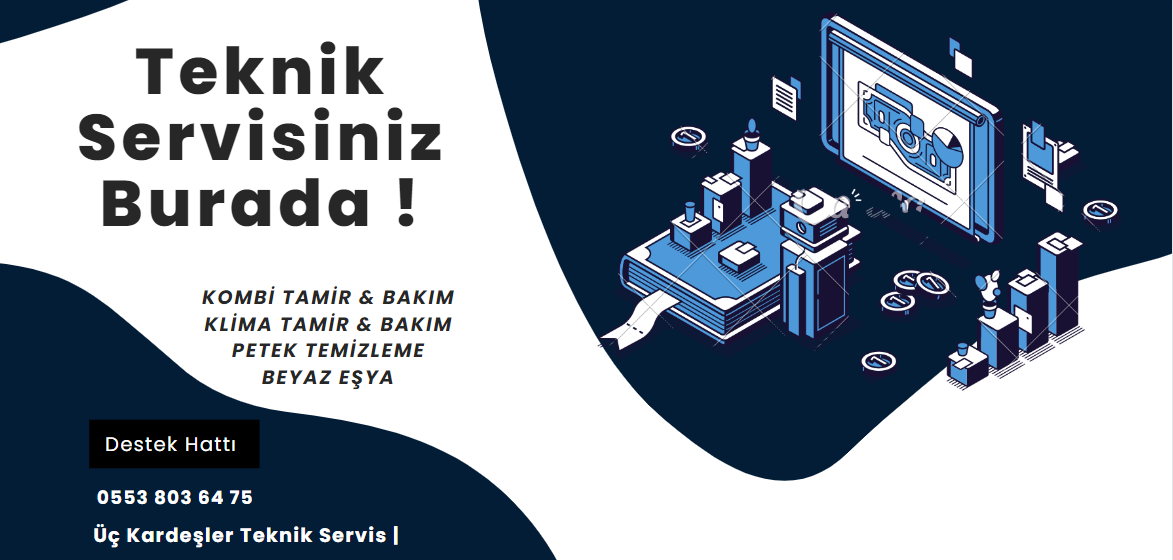 Teknik
Servisiniz
Burada !
KOMBİ TAMİR & BAKIM
KLİMA TAMİR & BAKIM
PETEK TEMİZLEME
BEYAZ EŞYA
Destek Hattı
0553 803 64 75
Üç Kardeşler Teknik Servis |